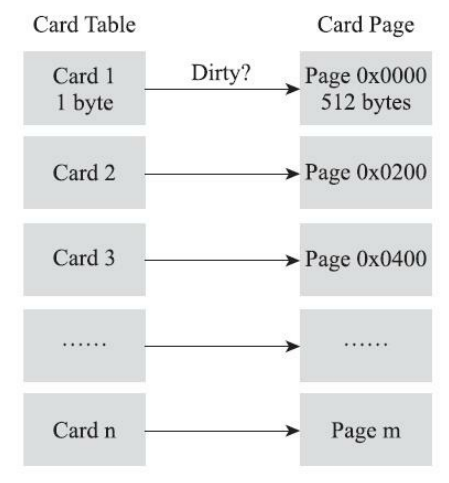 Card Table
Card Page
Card 1
1 byte
Dirty?
Page 0x0000
512 bytes
Card 2
Page 0x0200
Card 3
Page 0x0400
······
······
Card n
Page m